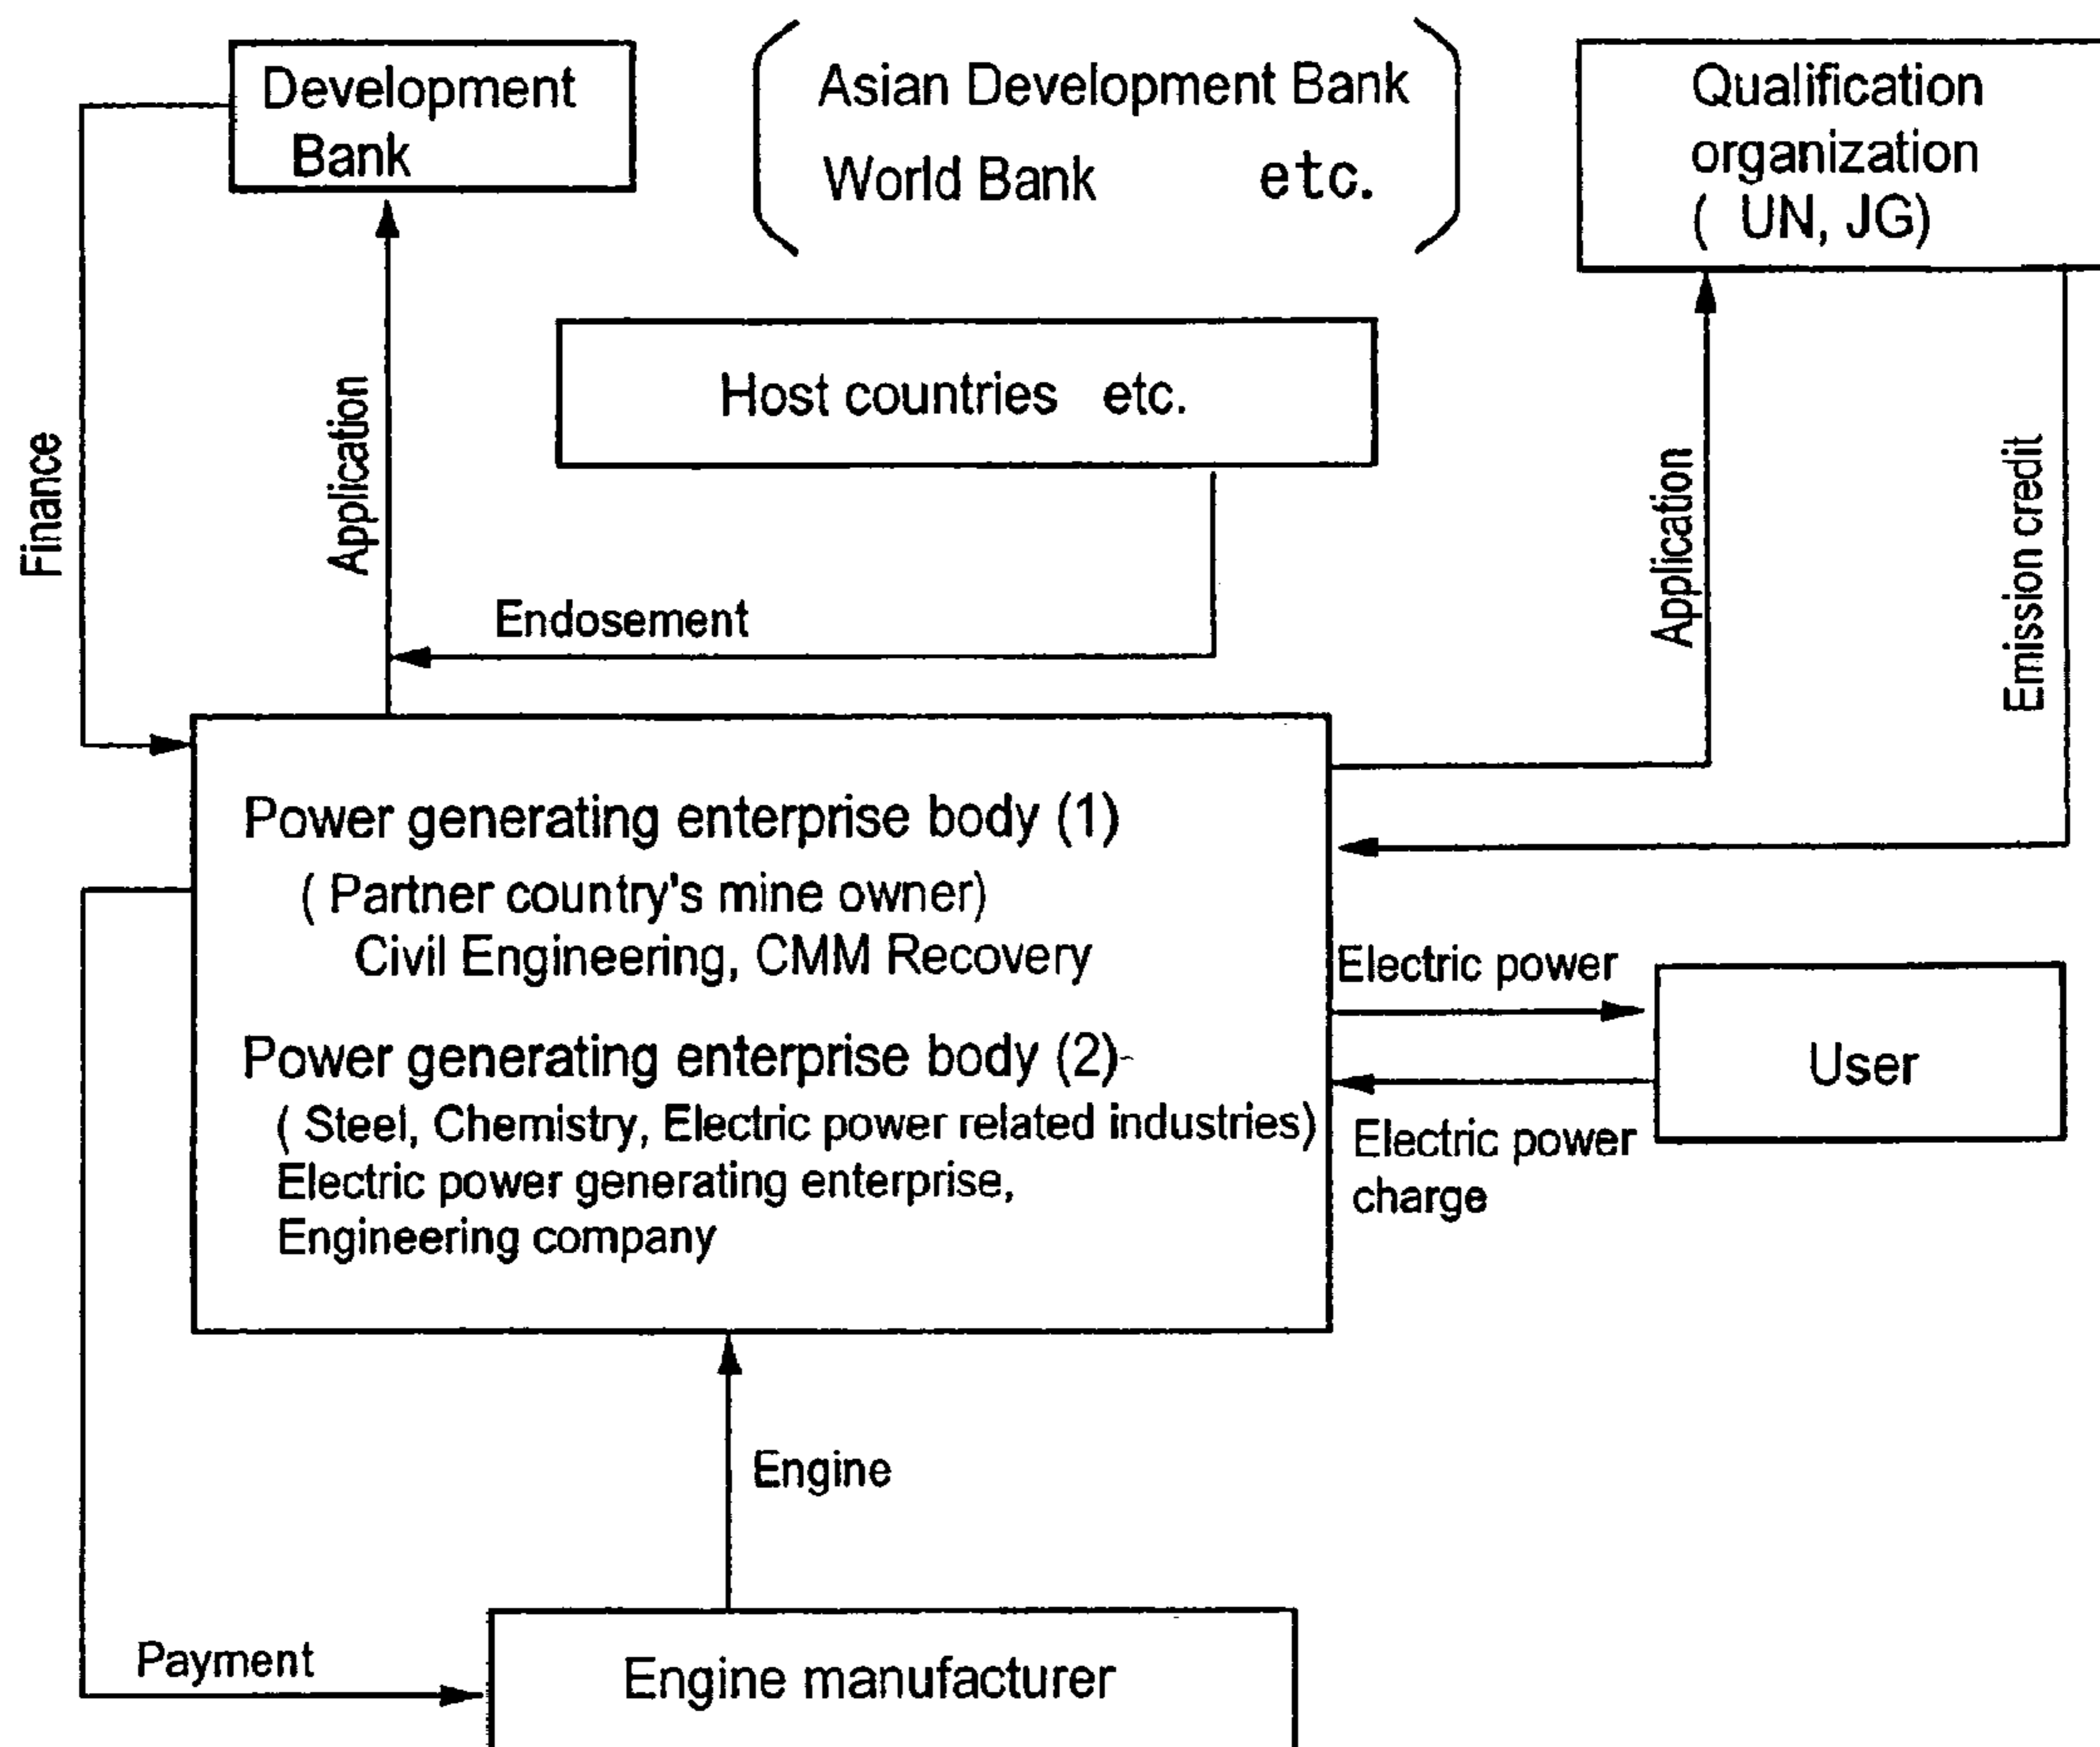 Development
Bank
Asian Development Bank
World Bank etc.
Qualification
organization
( UN, JG)
Host countries etc.
Finance
Application
Endosement
Application
Emission credit
Power generating enterprise body (1)
( Partner country's mine owner)
Civil Engineering, CMM Recovery
Power generating enterprise body (2)
( Steel, Chemistry, Electric power related industries)
Electric power generating enterprise,
Engineering company
Electric power
User
Electric power
charge
Engine
Payment
Engine manufacturer